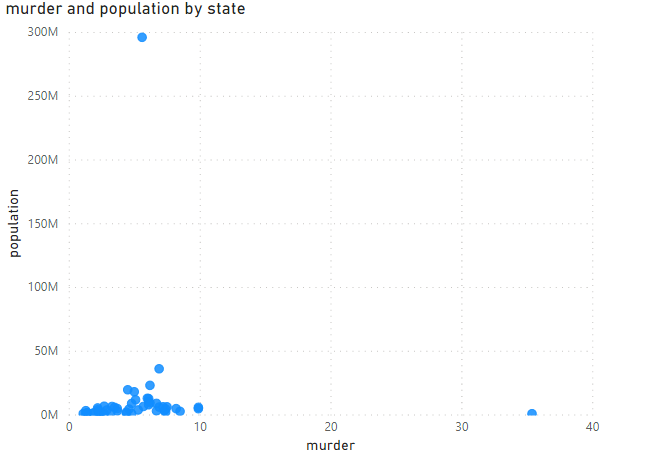 murder and population by state
300M
250M
200M
150M
100M
50M
0M
population
0 10 20 30 40
murder